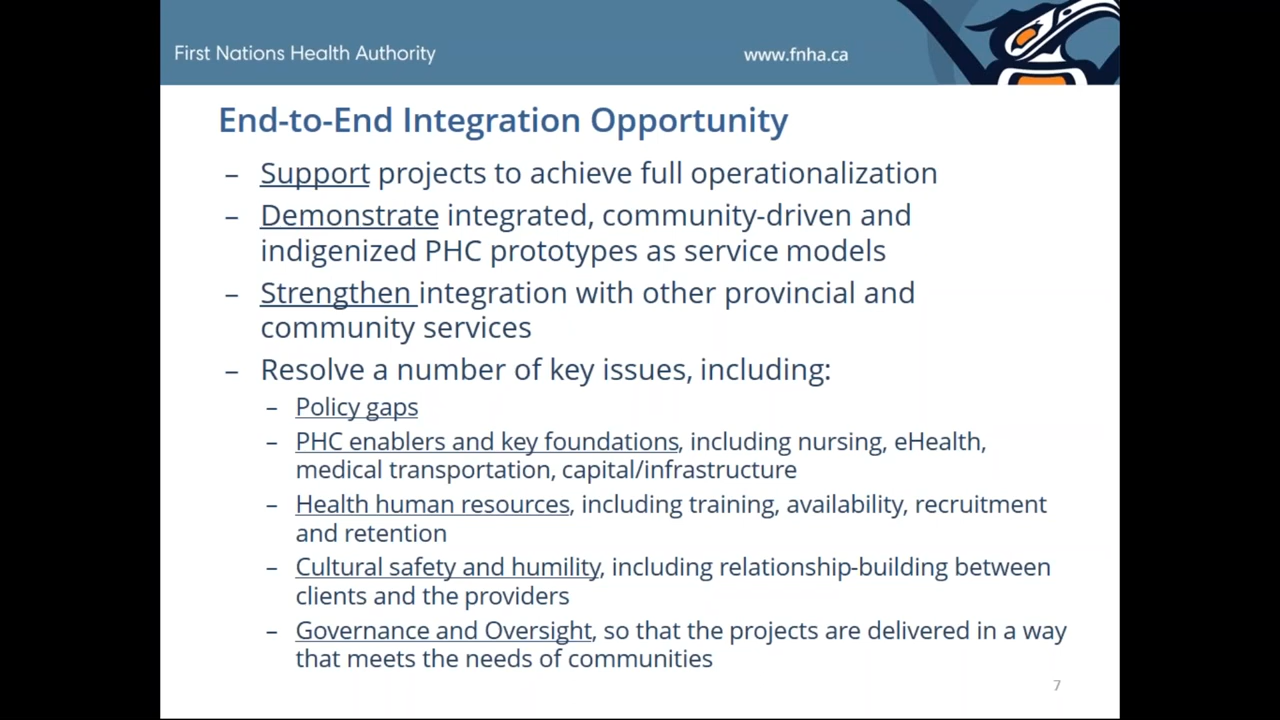 First Nations Health Authority
www.fnha.ca
End-to-End Integration Opportunity
– Support projects to achieve full operationalization
– Demonstrate integrated, community-driven and
indigenized PHC prototypes as service models
– Strengthen integration with other provincial and
community services
– Resolve a number of key issues, including:
– Policy gaps
– PHC enablers and key foundations, including nursing, eHealth,
medical transportation, capital/infrastructure
– Health human resources, including training, availability, recruitment
and retention
– Cultural safety and humility, including relationship-building between
clients and the providers
– Governance and Oversight, so that the projects are delivered in a way
that meets the needs of communities
7